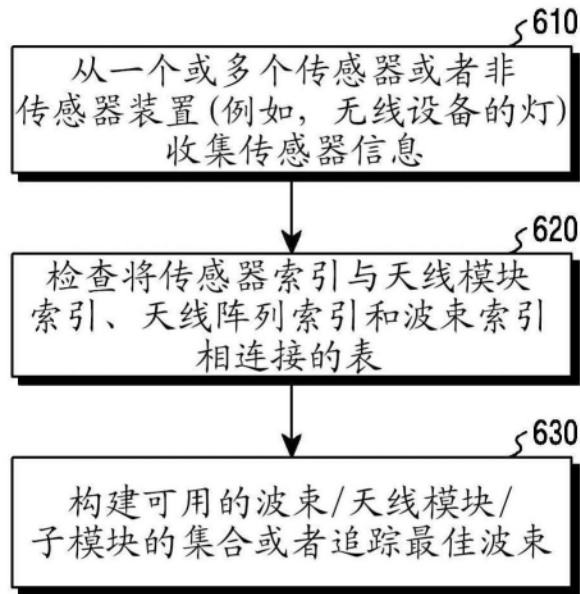 610
从一个或多个传感器或者非
传感器装置(例如，无线设备的灯)
收集传感器信息
620
检查将传感器索引与天线模块
索引、天线阵列索引和波束索引
相连接的表
630
构建可用的波束/天线模块/
子模块的集合或者追踪最佳波束